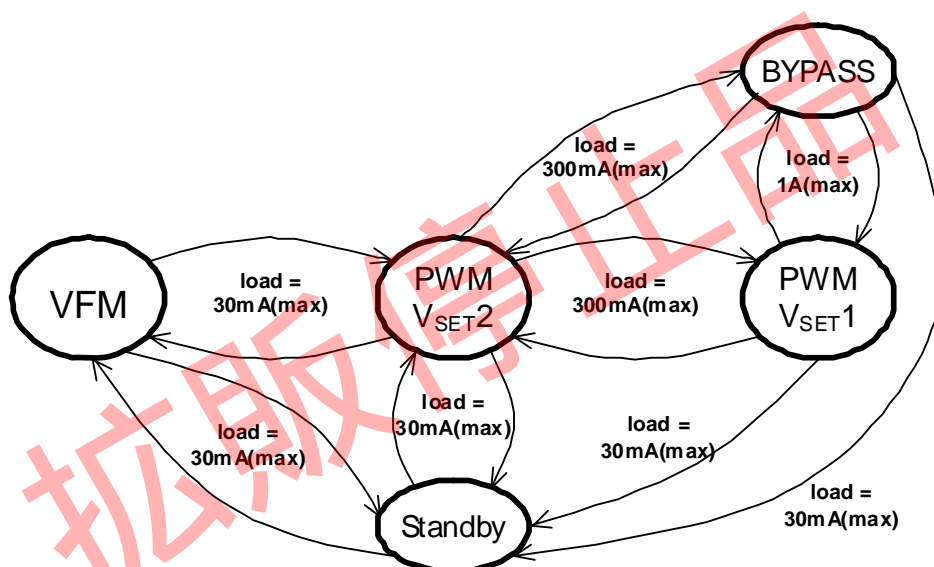 BYPASS
load =
300mA(max)
load =
1A(max)
VFM
load =
30mA(max)
PWM
VSET2
load =
300mA(max)
PWM
VSET1
load =
30mA(max)
load =
30mA(max)
load =
30mA(max)
load =
30mA(max)
Standby
拡販停止品